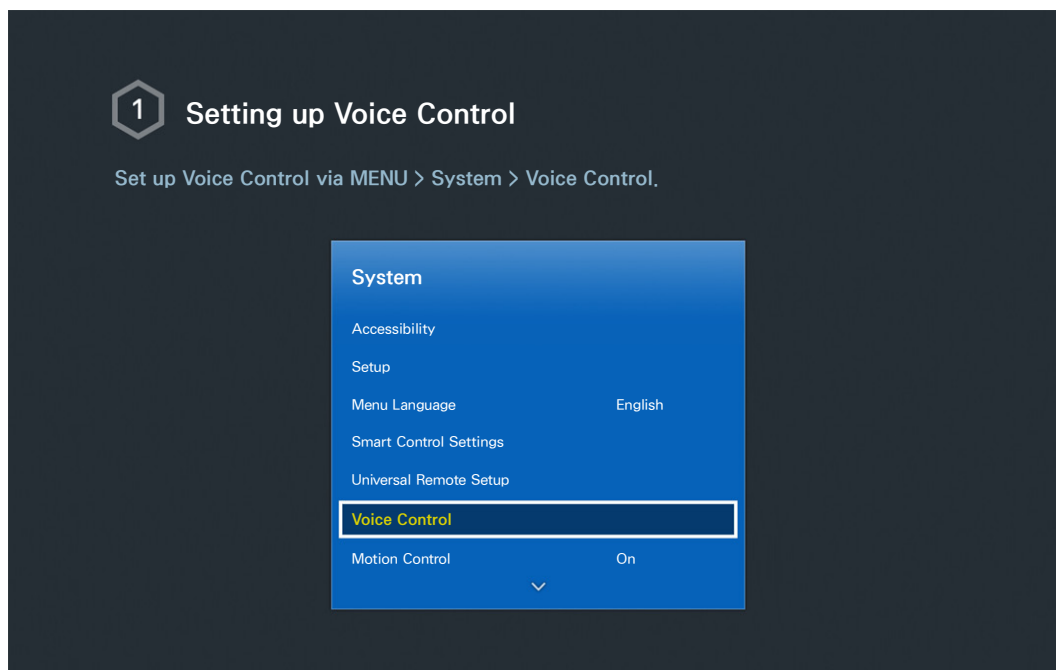 1
Setting up Voice Control
Set up Voice Control via MENU > System > Voice Control.
System
Accessibility
Setup
Menu Language English
Smart Control Settings
Universal Remote Setup
Voice Control
Motion Control On